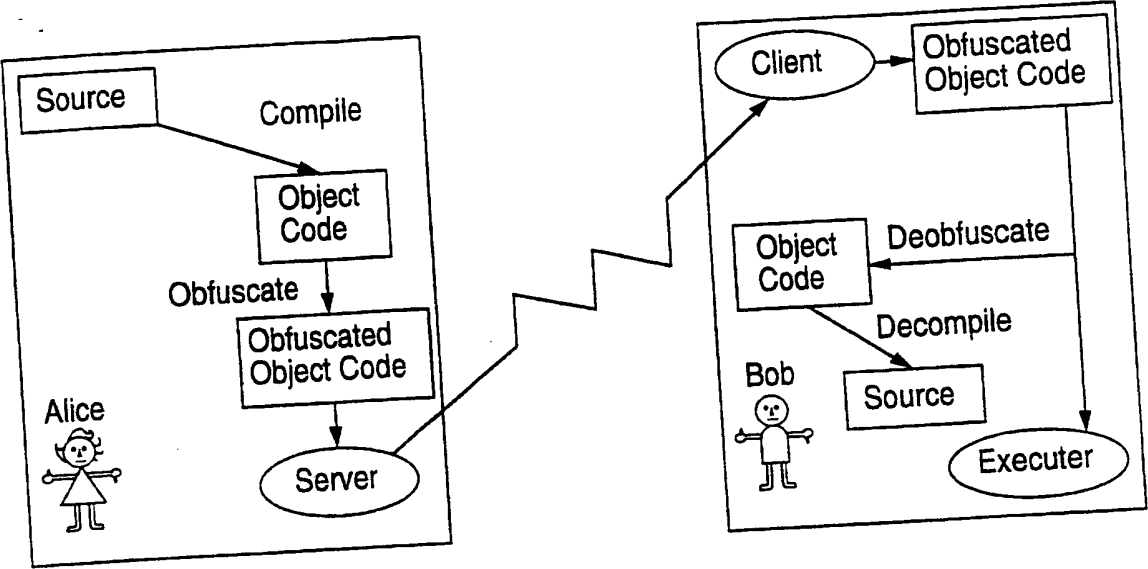 Source
Compile
Object
Code
Obfuscate
Obfuscated
Object Code
Alice
Server
Client
Obfuscated
Object Code
Deobfuscate
Object
Code
Decompile
Bob
Source
Executer